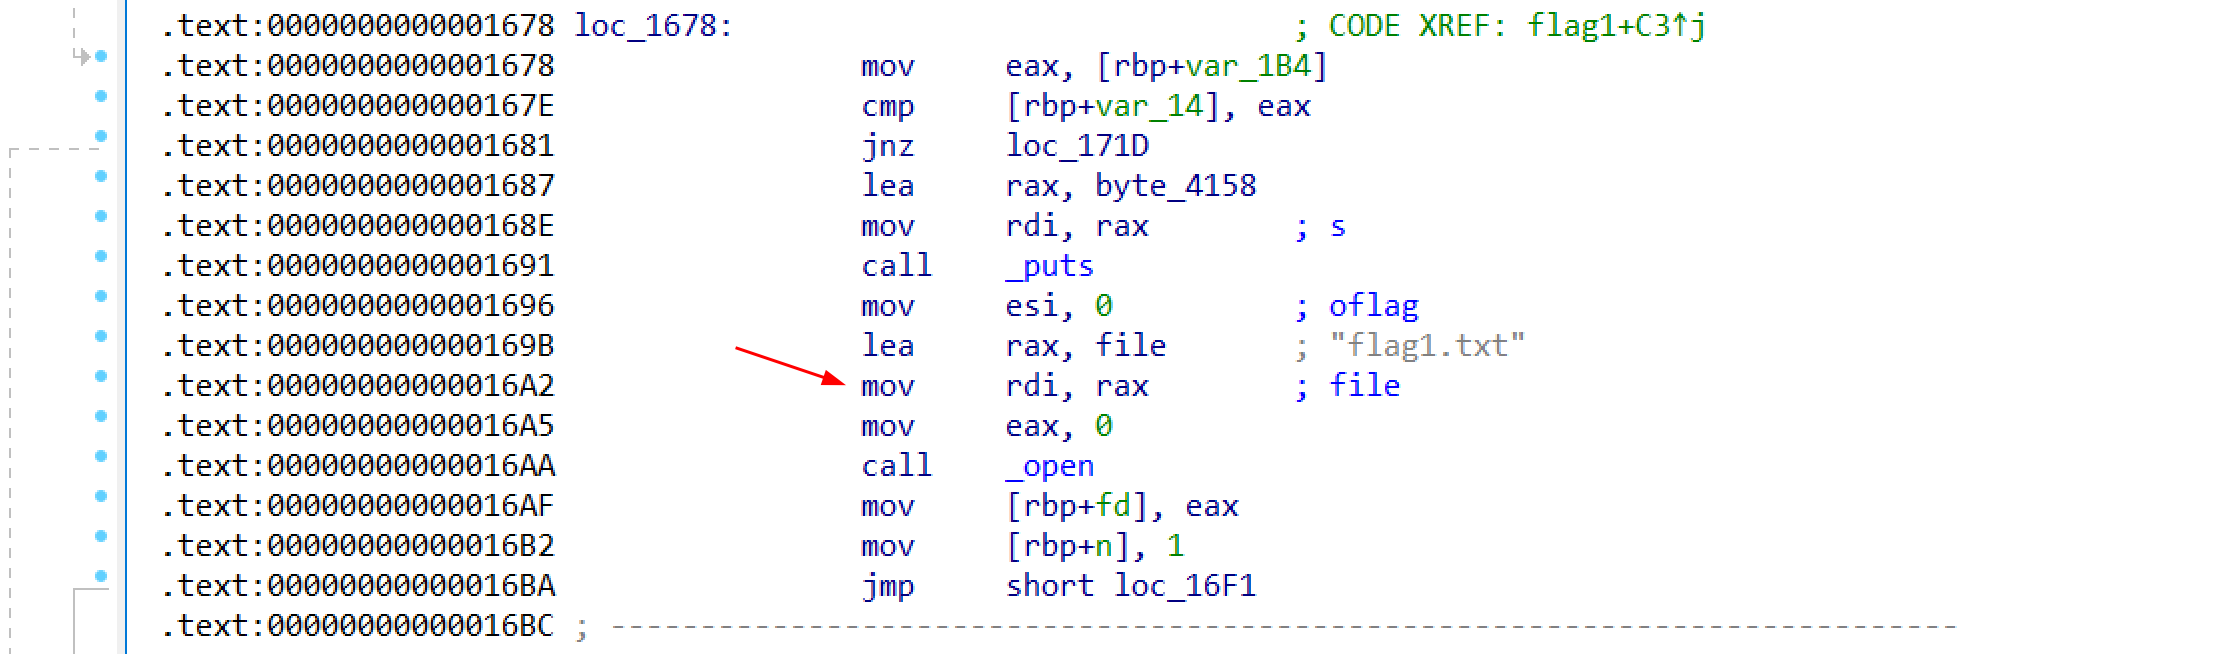 .text:0000000000001678 loc_1678: ; CODE XREF: flag1+C3↑j
.text:0000000000001678 mov eax, [rbp+var_1B4]
.text:000000000000167E cmp [rbp+var_14], eax
.text:0000000000001681 jnz loc_171D
.text:0000000000001687 lea rax, byte_4158
.text:000000000000168E mov rdi, rax ; s
.text:0000000000001691 call _puts
.text:0000000000001696 mov esi, 0 ; oflag
.text:000000000000169B lea rax, file ; "flag1.txt"
.text:00000000000016A2 mov rdi, rax ; file
.text:00000000000016A5 mov eax, 0
.text:00000000000016AA call _open
.text:00000000000016AF mov [rbp+fd], eax
.text:00000000000016B2 mov [rbp+n], 1
.text:00000000000016BA jmp short loc_16F1
.text:00000000000016BC ; ---------------------------------------------------------------------------